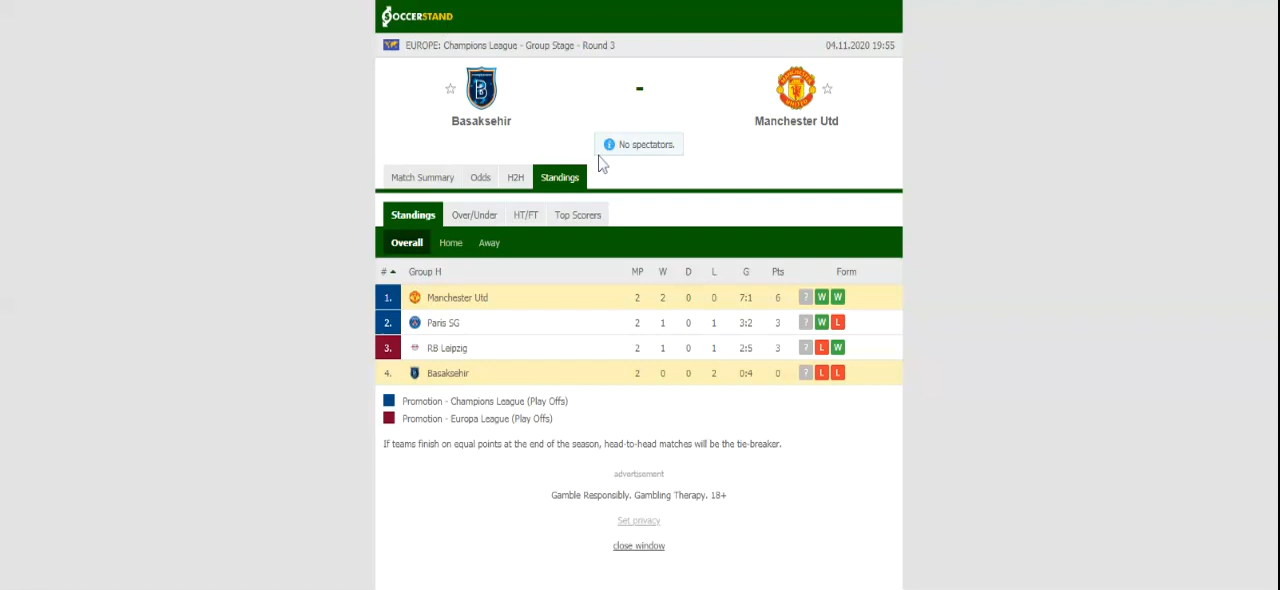 SOCCERSTAND
EUROPE: Champions League - Group Stage - Round 3 04.11.2020 19:55
-
Basaksehir Manchester Utd
No spectators.
Match Summary Odds H2H Standings
Standings Over/Under HT/FT Top Scorers
Overall Home Away
# Group H MP W D L G Pts Form
1. Manchester Utd 2 2 0 0 7:1 6 ? W W
2. Paris SG 2 1 0 1 3:2 3 ? W L
3. RB Leipzig 2 1 0 1 2:5 3 ? L W
4. Basaksehir 2 0 0 2 0:4 0 ? L L
Promotion - Champions League (Play Offs)
Promotion - Europa League (Play Offs)
If teams finish on equal points at the end of the season, head-to-head matches will be the tie-breaker.
advertisement
Gamble Responsibly. Gambling Therapy. 18+
Set privacy
close window